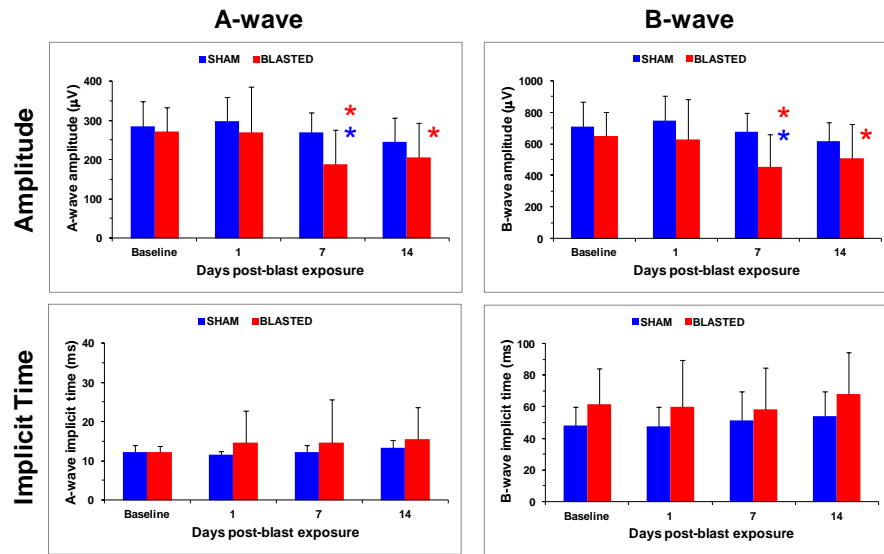 A-wave
B-wave
Amplitude
SHAM BLASTED
A-wave amplitude (µV)
400
300
200
100
0
*
*
*
Baseline 1 7 14
Days post-blast exposure
SHAM BLASTED
B-wave amplitude (µV)
1000
800
600
400
200
0
*
*
*
Baseline 1 7 14
Days post-blast exposure
Implicit Time
SHAM BLASTED
A-wave implicit time (ms)
40
30
20
10
0
Baseline 1 7 14
Days post-blast exposure
SHAM BLASTED
B-wave implicit time (ms)
100
80
60
40
20
0
Baseline 1 7 14
Days post-blast exposure